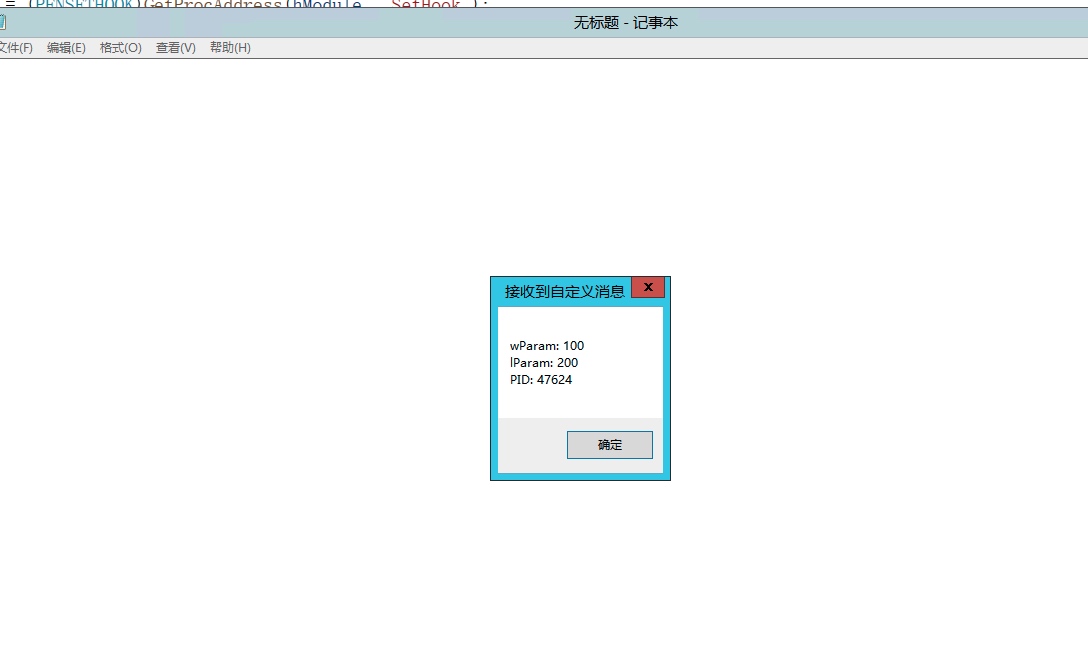 = (PFNSETHOOK)GetProcAddress(hModule, "SetHook");
无标题 - 记事本
文件(F) 编辑(E) 格式(O) 查看(V) 帮助(H)
接收到自定义消息
x
wParam: 100
lParam: 200
PID: 47624
确定